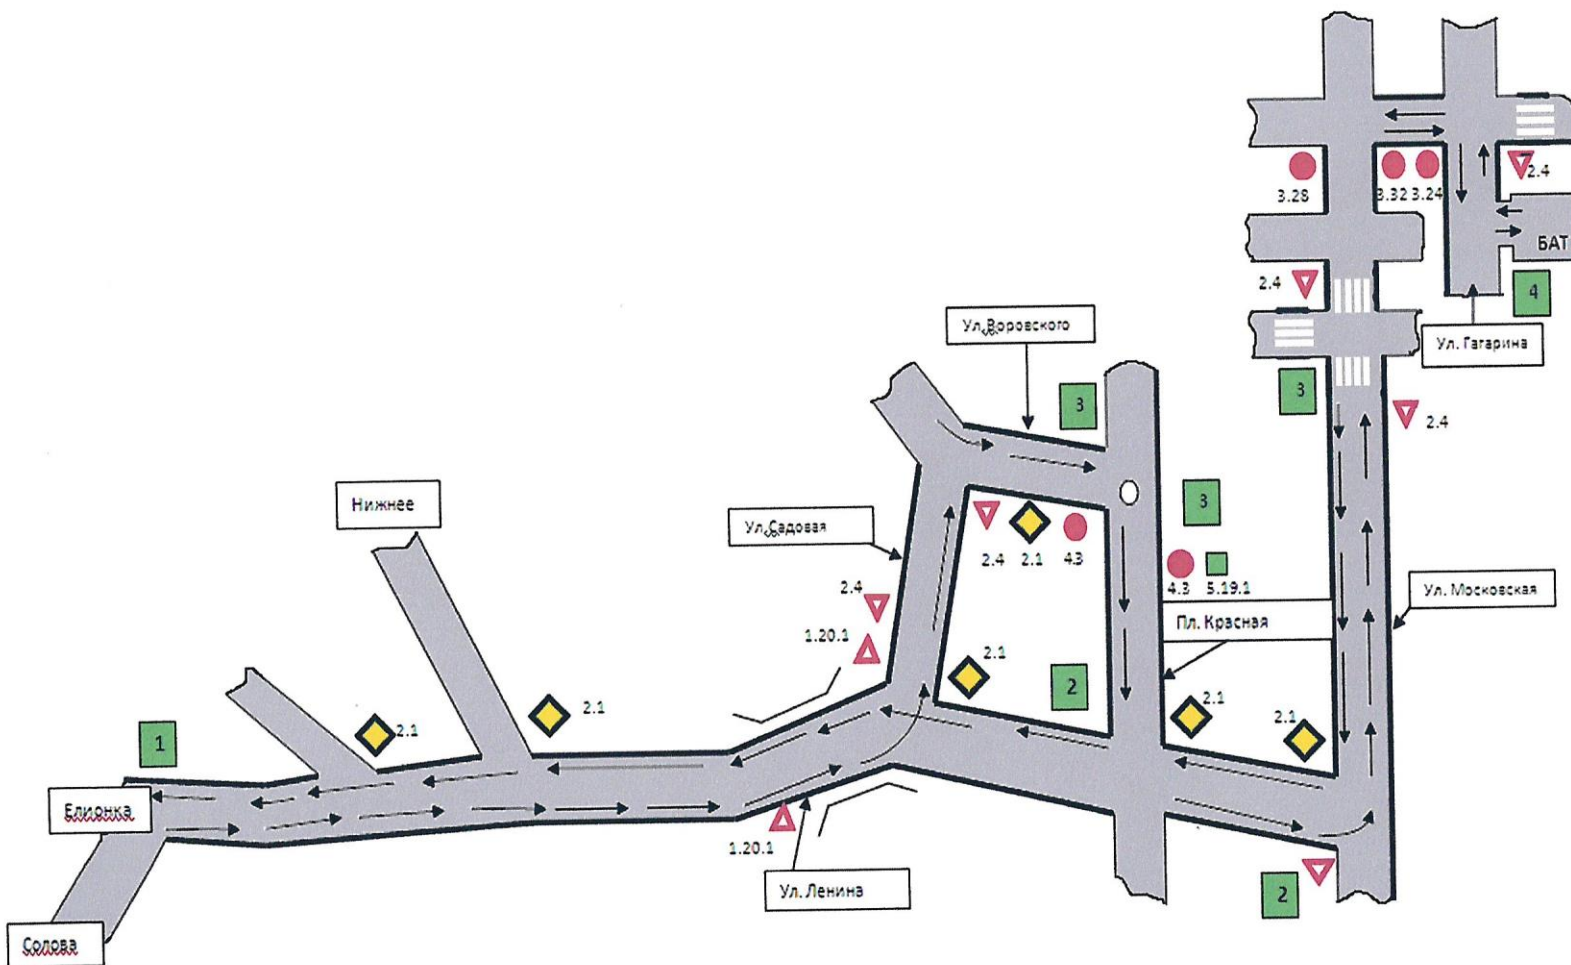 3.28
3.32
3.24
2.4
БАТ
2.4
4
Ул. Гагарина
Ул. Воровского
3
3
2.4
Нижнее
Ул. Садовая
3
2.4
2.1
4.3
4.3
5.19.1
Ул. Московская
2.4
Пл. Красная
1.20.1
2.1
2
2.1
2.1
2.1
2.1
1
Елионка
1.20.1
Ул. Ленина
2
Солова